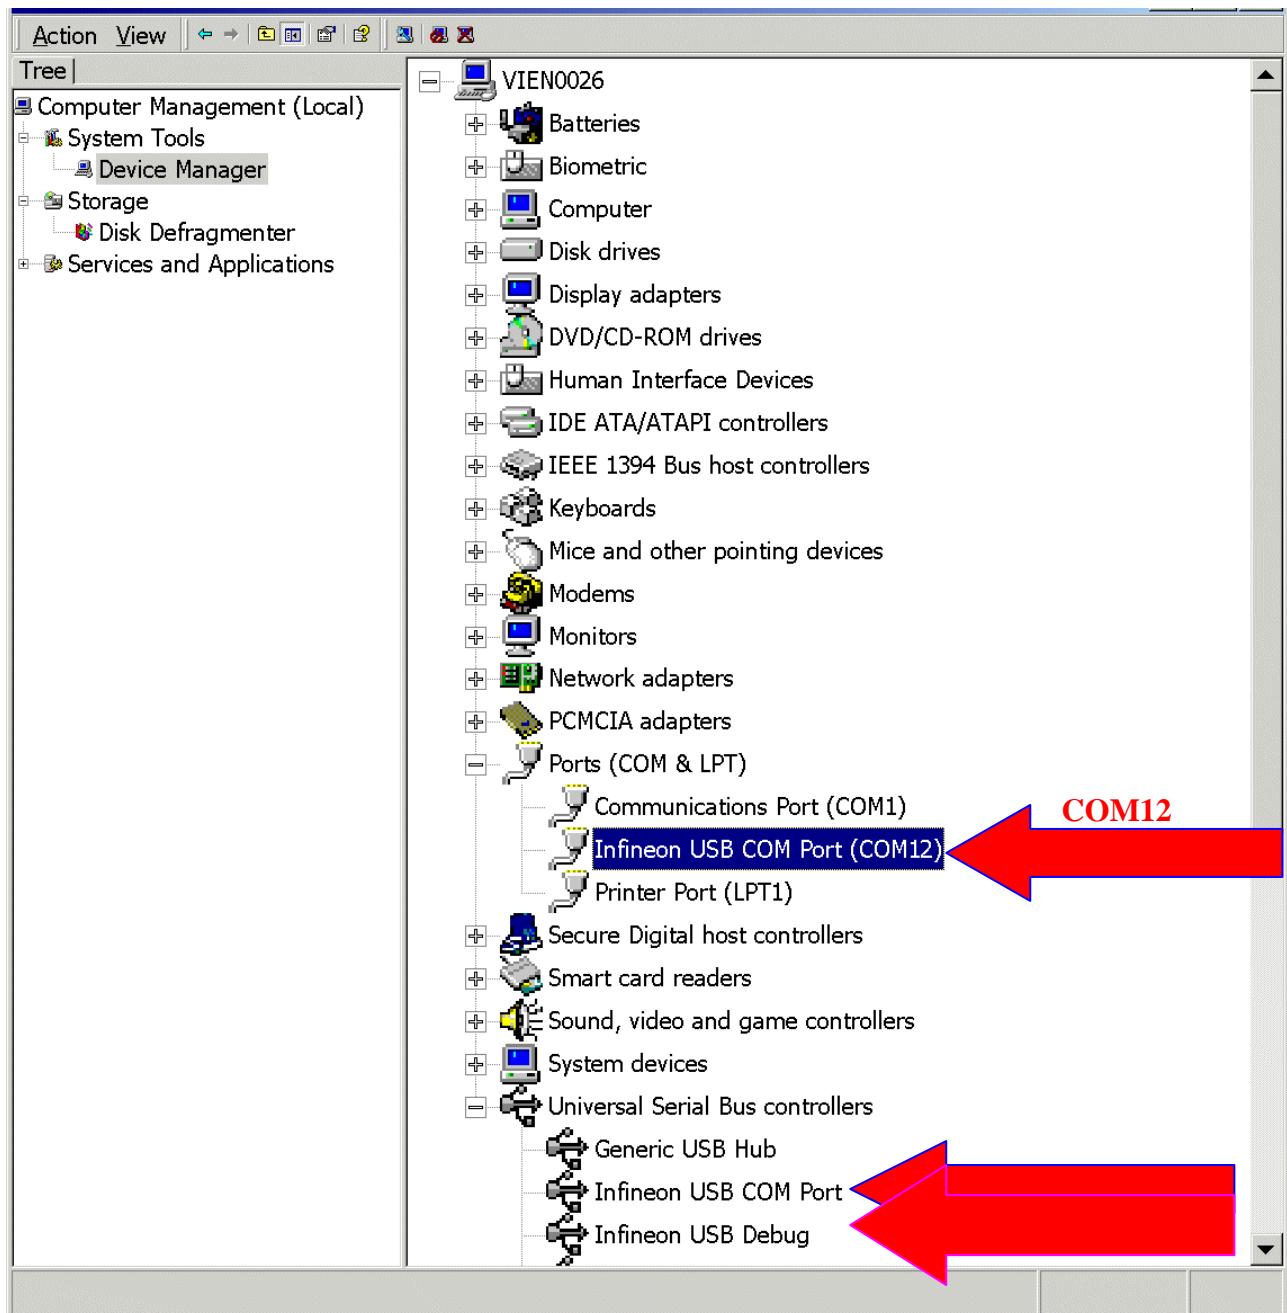 Action View
Tree
Computer Management (Local)
System Tools
Device Manager
Storage
Disk Defragmenter
Services and Applications
VIEN0026
Batteries
Biometric
Computer
Disk drives
Display adapters
DVD/CD-ROM drives
Human Interface Devices
IDE ATA/ATAPI controllers
IEEE 1394 Bus host controllers
Keyboards
Mice and other pointing devices
Modems
Monitors
Network adapters
PCMCIA adapters
Ports (COM & LPT)
Communications Port (COM1)
COM12
Infineon USB COM Port (COM12)
Printer Port (LPT1)
Secure Digital host controllers
Smart card readers
Sound, video and game controllers
System devices
Universal Serial Bus controllers
Generic USB Hub
Infineon USB COM Port
Infineon USB Debug